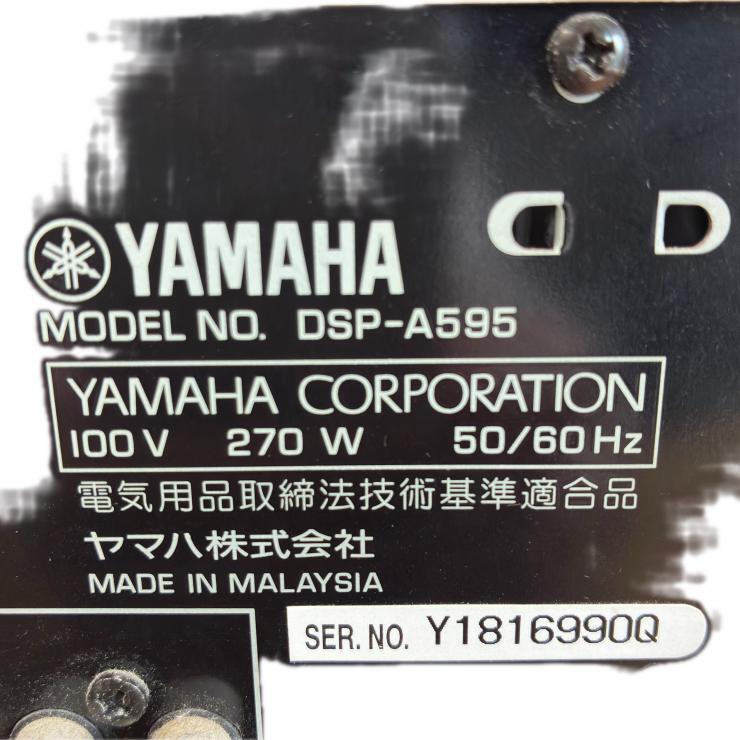 YAMAHA
MODEL NO. DSP-A595
YAMAHA CORPORATION
100 V 270 W 50/60 Hz
電気用品取締法技術基準適合品
ヤマハ株式会社
MADE IN MALAYSIA
SER. NO. Y1816990Q